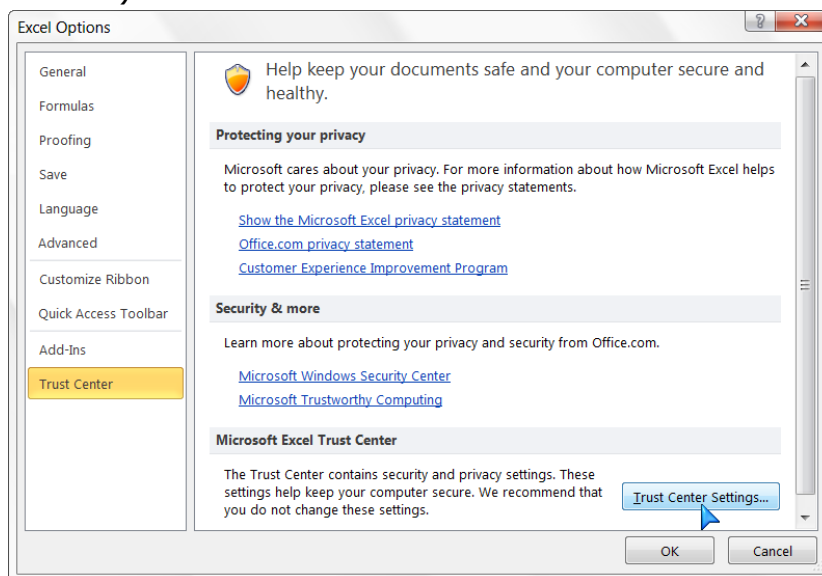 Excel Options
General
Formulas
Proofing
Save
Language
Advanced
Customize Ribbon
Quick Access Toolbar
Add-Ins
Trust Center
Help keep your documents safe and your computer secure and
healthy.
Protecting your privacy
Microsoft cares about your privacy. For more information about how Microsoft Excel helps
to protect your privacy, please see the privacy statements.
Show the Microsoft Excel privacy statement
Office.com privacy statement
Customer Experience Improvement Program
Security & more
Learn more about protecting your privacy and security from Office.com.
Microsoft Windows Security Center
Microsoft Trustworthy Computing
Microsoft Excel Trust Center
The Trust Center contains security and privacy settings. These
settings help keep your computer secure. We recommend that
you do not change these settings.
Trust Center Settings...
OK
Cancel